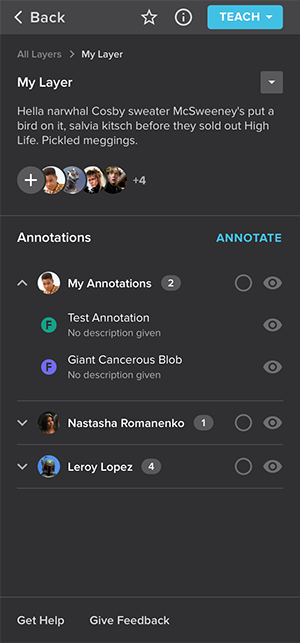 Back
TEACH
All Layers
My Layer
My Layer
Hella narwhal Cosby sweater McSweeney's put a
bird on it, salvia kitsch before they sold out High
Life. Pickled meggings.
+4
Annotations
ANNOTATE
My Annotations
2
F
Test Annotation
No description given
F
Giant Cancerous Blob
No description given
Nastasha Romanenko
1
Leroy Lopez
4
Get Help
Give Feedback